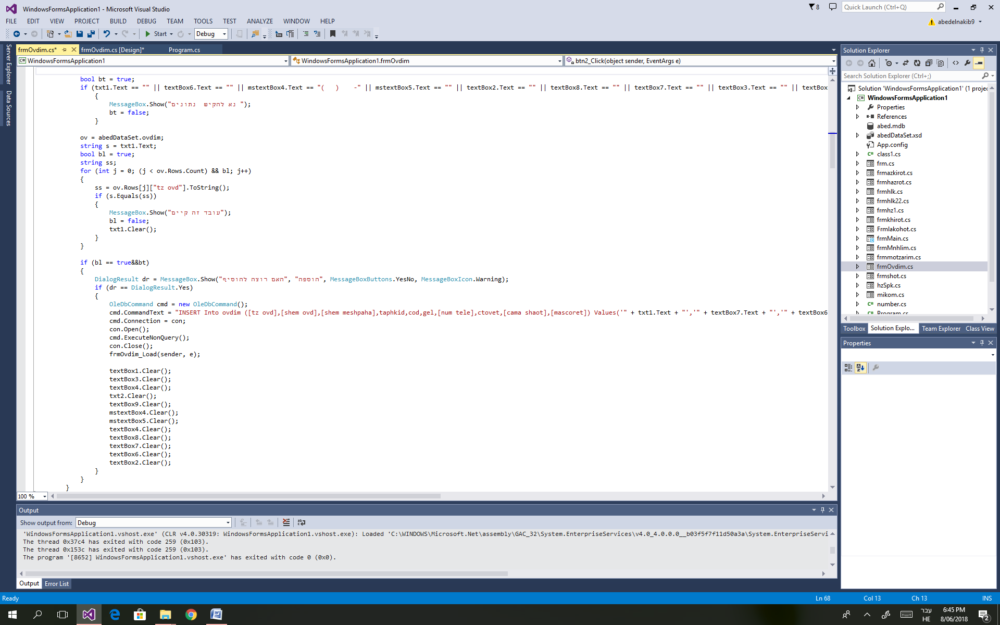 WindowsFormsApplication1 - Microsoft Visual Studio
8
Quick Launch (Ctrl+Q)
FILE EDIT VIEW PROJECT BUILD DEBUG TEAM TOOLS TEST ANALYZE WINDOW HELP
abedelnakib9
Start Debug
Server Explorer
Data Sources
frmOvdim.cs* frmOvdim.cs [Design]* Program.cs
WindowsFormsApplication1 WindowsFormsApplication1.frmOvdim btn2_Click(object sender, EventArgs e)
bool bt = true;
if (txt1.Text == "" || textBox6.Text == "" || mstextBox4.Text == "(   )    -" || mstextBox5.Text == "" || textBox2.Text == "" || textBox8.Text == "" || textBox7.Text == "" || textBox3.Text == "" || textBox
{
MessageBox.Show("נא להקיש  נתונים ");
bt = false;
}
ov = abedDataSet.ovdim;
string s = txt1.Text;
bool bl = true;
string ss;
for (int j = 0; (j < ov.Rows.Count) && bl; j++)
{
ss = ov.Rows[j]["tz ovd"].ToString();
if (s.Equals(ss))
{
MessageBox.Show("עובד זה קיים");
bl = false;
txt1.Clear();
}
}
if (bl == true&&bt)
{
DialogResult dr = MessageBox.Show("האם רוצה להוסיף", "הוספה", MessageBoxButtons.YesNo, MessageBoxIcon.Warning);
if (dr == DialogResult.Yes)
{
OleDbCommand cmd = new OleDbCommand();
cmd.CommandText = "INSERT Into ovdim ([tz ovd],[shem ovd],[shem meshpaha],taphkid,cod,gel,[num tele],ctovet,[cama shaot],[mascoret]) Values('" + txt1.Text + "','" + textBox7.Text + "','" + textBox6
cmd.Connection = con;
con.Open();
cmd.ExecuteNonQuery();
con.Close();
frmOvdim_Load(sender, e);
textBox1.Clear();
textBox3.Clear();
textBox4.Clear();
txt2.Clear();
textBox9.Clear();
mstextBox4.Clear();
mstextBox5.Clear();
textBox4.Clear();
textBox8.Clear();
textBox7.Clear();
textBox6.Clear();
textBox2.Clear();
}
}
}
100 %
Output
Show output from: Debug
'WindowsFormsApplication1.vshost.exe' (CLR v4.0.30319: WindowsFormsApplication1.vshost.exe): Loaded 'C:\WINDOWS\Microsoft.Net\assembly\GAC_32\System.EnterpriseServices\v4.0_4.0.0.0__b03f5f7f11d50a3a\System.EnterpriseServi
The thread 0x37c4 has exited with code 259 (0x103).
The thread 0x153c has exited with code 259 (0x103).
The program '[8652] WindowsFormsApplication1.vshost.exe' has exited with code 0 (0x0).
Output Error List
Solution Explorer
Search Solution Explorer (Ctrl+;)
Solution 'WindowsFormsApplication1' (1 projec
WindowsFormsApplication1
Properties
References
abed.mdb
abedDataSet.xsd
App.config
class1.cs
frm.cs
frmazkirot.cs
frmhazrot.cs
frmhlk.cs
frmhlk22.cs
frmhz1.cs
frmkhirot.cs
Frmlakohot.cs
frmMain.cs
frmMnhlim.cs
frmmotzarim.cs
frmOvdim.cs
frmshot.cs
hzSpk.cs
mikom.cs
number.cs
Program.cs
Toolbox Solution Explo... Team Explorer Class View
Properties
Ready Ln 68 Col 13 Ch 13 INS
עבר
HE
6:45 PM
8/06/2018
2